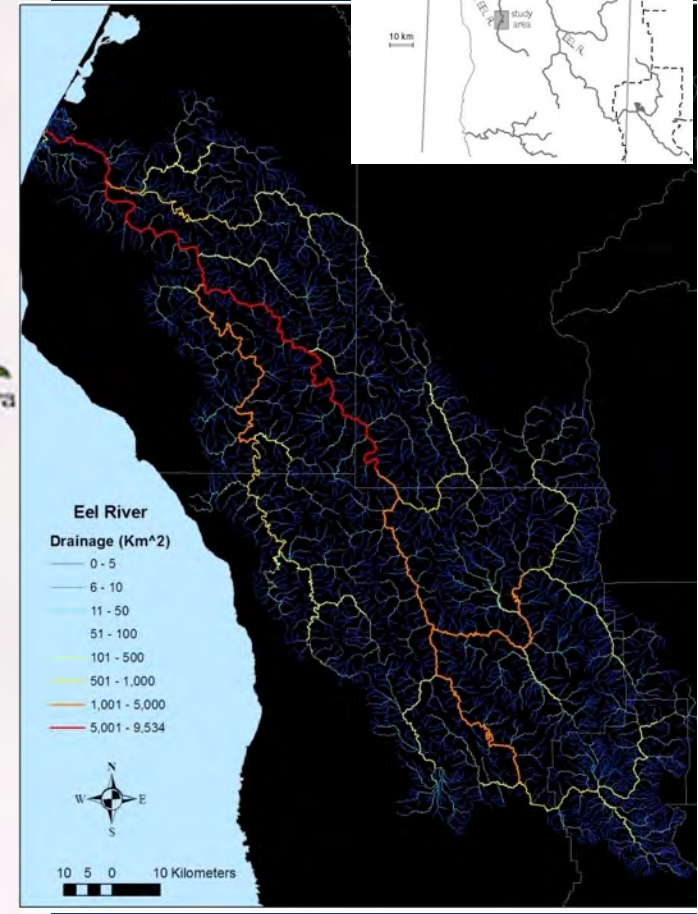 study
area
EEL R.
EEL R.
10 km
Eel River
Drainage (Km^2)
0 - 5
6 - 10
11 - 50
51 - 100
101 - 500
501 - 1,000
1,001 - 5,000
5,001 - 9,534
N
W E
S
10 5 0 10 Kilometers